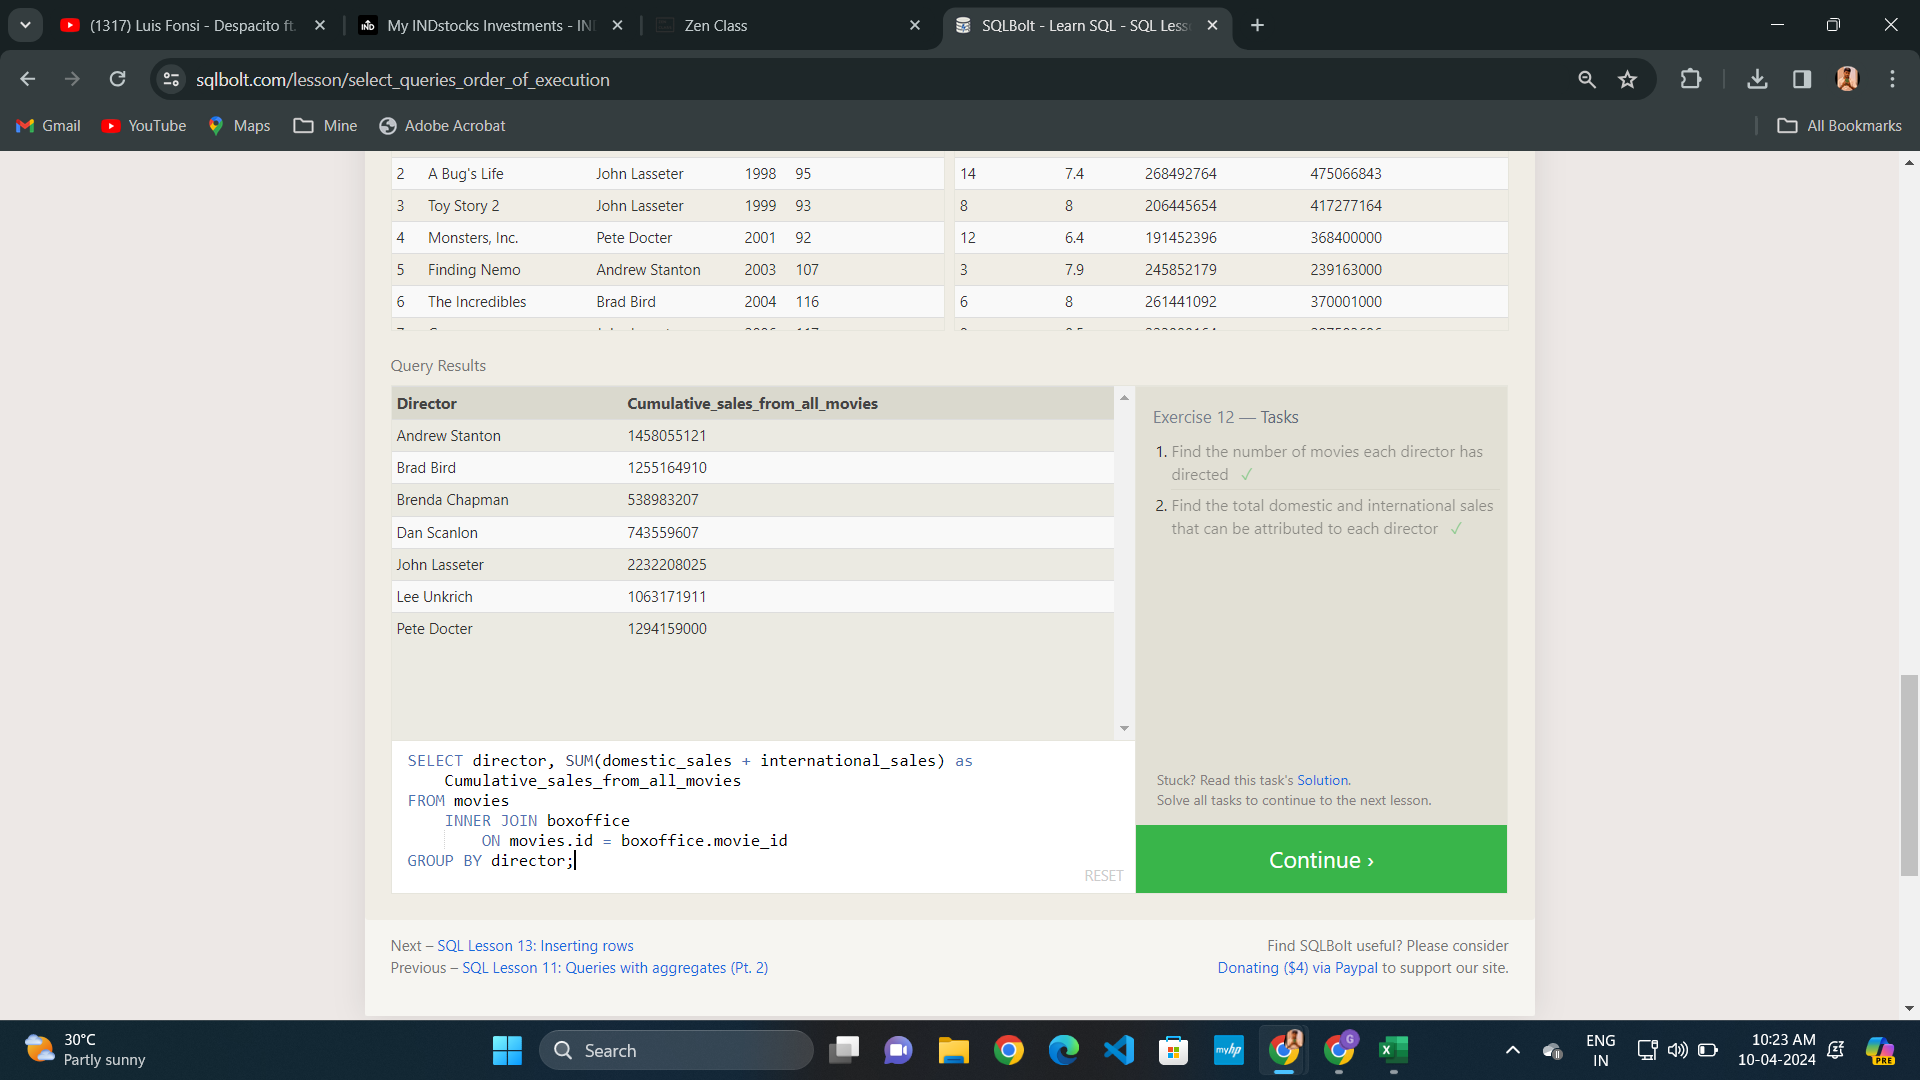 (1317) Luis Fonsi - Despacito ft.
My INDstocks Investments - IN
Zen Class
SQLBolt - Learn SQL - SQL Less
sqlbolt.com/lesson/select_queries_order_of_execution
Gmail YouTube Maps Mine Adobe Acrobat All Bookmarks
2 A Bug's Life John Lasseter 1998 95
14 7.4 268492764 475066843
3 Toy Story 2 John Lasseter 1999 93
8 8 206445654 417277164
4 Monsters, Inc. Pete Docter 2001 92
12 6.4 191452396 368400000
5 Finding Nemo Andrew Stanton 2003 107
3 7.9 245852179 239163000
6 The Incredibles Brad Bird 2004 116
6 8 261441092 370001000
Query Results
Director Cumulative_sales_from_all_movies
Andrew Stanton 1458055121
Brad Bird 1255164910
Brenda Chapman 538983207
Dan Scanlon 743559607
John Lasseter 2232208025
Lee Unkrich 1063171911
Pete Docter 1294159000
Exercise 12 — Tasks
1. Find the number of movies each director has
directed ✓
2. Find the total domestic and international sales
that can be attributed to each director ✓
Stuck? Read this task's Solution.
Solve all tasks to continue to the next lesson.
Continue ›
SELECT director, SUM(domestic_sales + international_sales) as
Cumulative_sales_from_all_movies
FROM movies
INNER JOIN boxoffice
ON movies.id = boxoffice.movie_id
GROUP BY director;
RESET
Next – SQL Lesson 13: Inserting rows
Previous – SQL Lesson 11: Queries with aggregates (Pt. 2)
Find SQLBolt useful? Please consider
Donating ($4) via Paypal to support our site.
30°C
Partly sunny
Search
myhp
ENG
IN
10:23 AM
10-04-2024
PRE